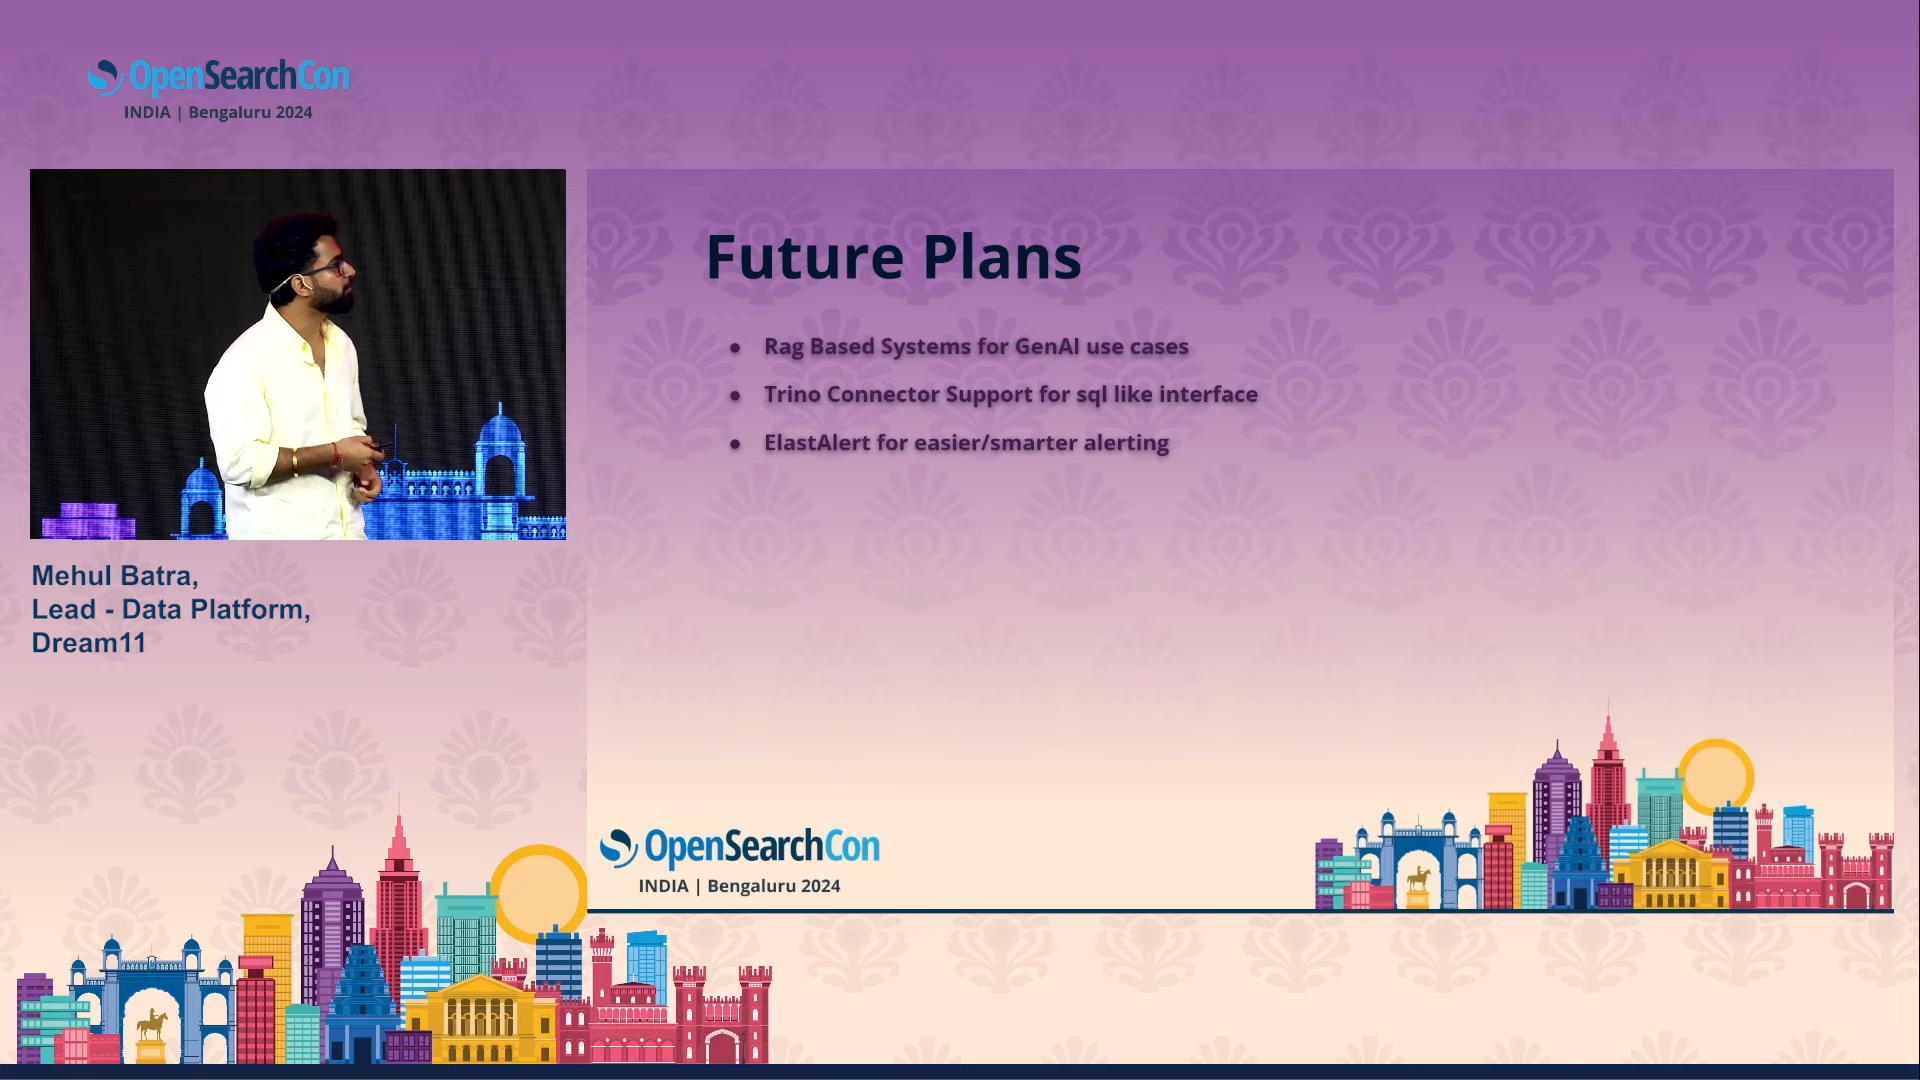 OpenSearchCon
INDIA | Bengaluru 2024
Future Plans
● Rag Based Systems for GenAI use cases
● Trino Connector Support for sql like interface
● ElastAlert for easier/smarter alerting
Mehul Batra,
Lead - Data Platform,
Dream11
OpenSearchCon
INDIA | Bengaluru 2024